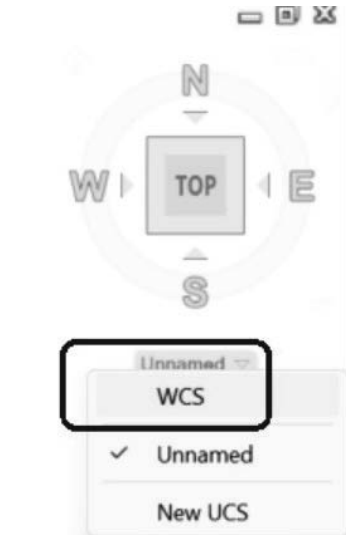 N
W TOP E
S
Unnamed
WCS
Unnamed
New UCS